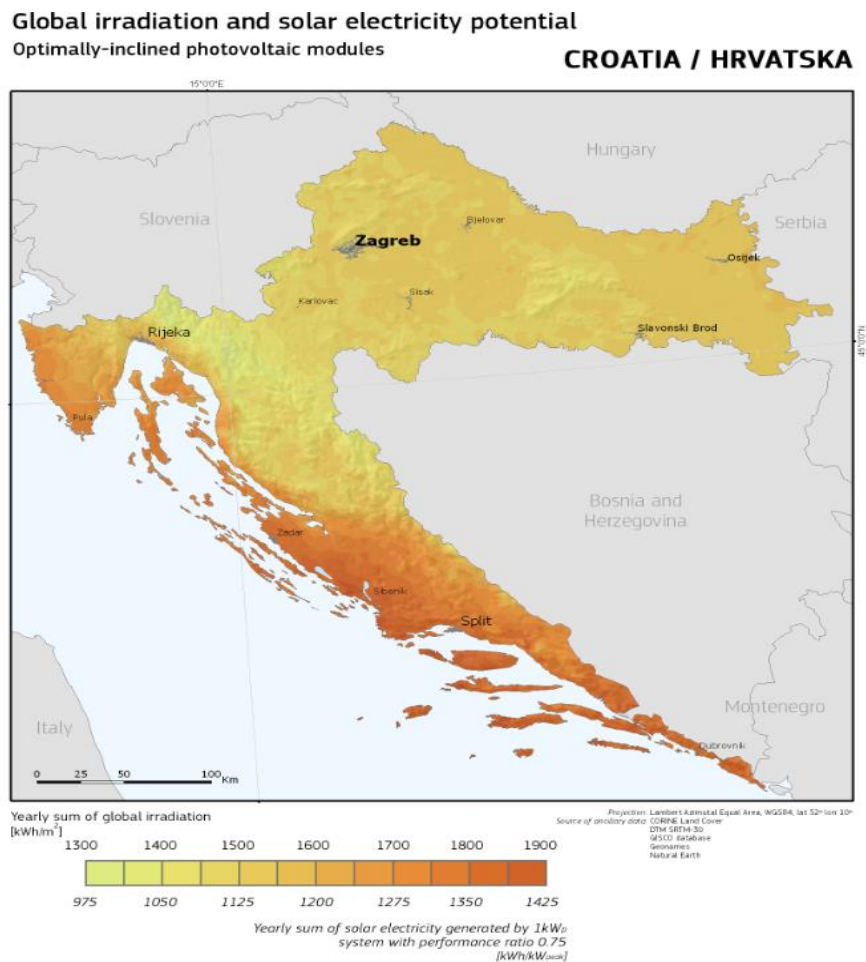 Global irradiation and solar electricity potential
Optimally-inclined photovoltaic modules
CROATIA / HRVATSKA
15°0'0"E
Hungary
Slovenia
Serbia
Bjelovar
Zagreb
Osijek
Karlovac
Sisak
Rijeka
Slavonski Brod
45°0'0"N
Pula
Bosnia and
Herzegovina
Zadar
Sibenik
Split
Montenegro
Italy
Dubrovnik
0 25 50 100 Km
Yearly sum of global irradiation
[kWh/m²]
1300 1400 1500 1600 1700 1800 1900
975 1050 1125 1200 1275 1350 1425
Yearly sum of solar electricity generated by 1kWp
system with performance ratio 0.75
[kWh/kWpeak]
Projection: Lambert Azimutal Equal Area, WGS84, lat 52° lon 10°
Source of ancillary data: CORINE Land Cover
DTM SRTM-30
GISCO database
Geonames
Natural Earth